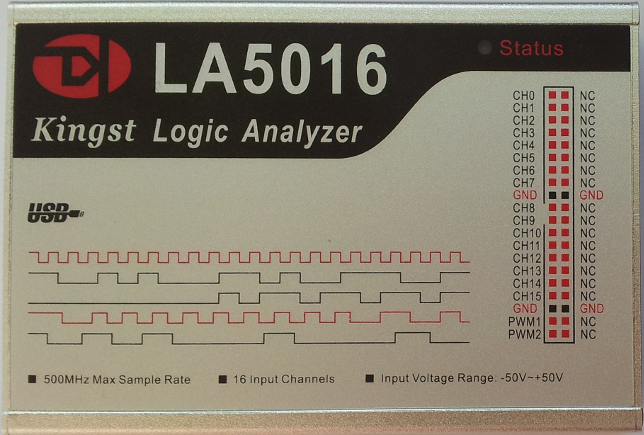 LA5016
Status
Kingst Logic Analyzer
CH0 NC
CH1 NC
CH2 NC
CH3 NC
CH4 NC
CH5 NC
CH6 NC
CH7 NC
GND GND
CH8 NC
CH9 NC
CH10 NC
CH11 NC
CH12 NC
CH13 NC
CH14 NC
CH15 NC
GND GND
PWM1 NC
PWM2 NC
USB
500MHz Max Sample Rate 16 Input Channels Input Voltage Range: -50V~+50V